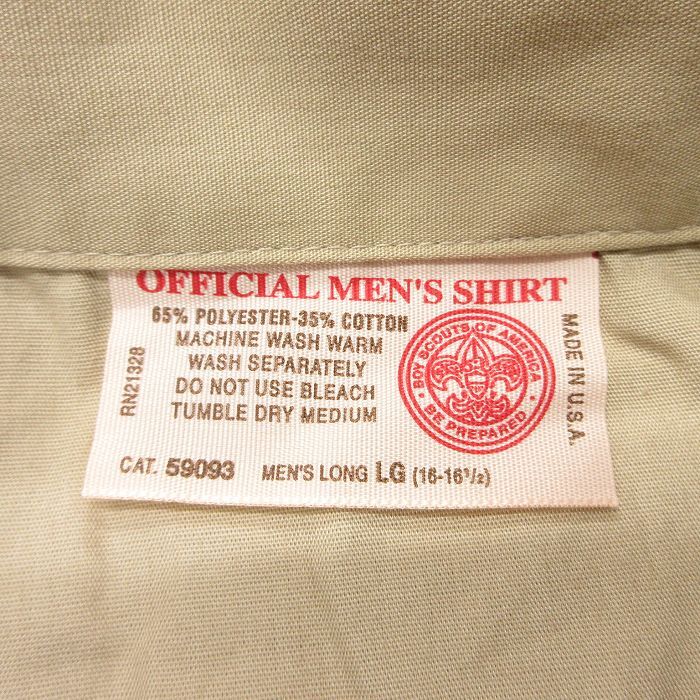 OFFICIAL MEN'S SHIRT
65% POLYESTER-35% COTTON
MACHINE WASH WARM
WASH SEPARATELY
DO NOT USE BLEACH
TUMBLE DRY MEDIUM
RN21328
BOY SCOUTS OF AMERICA
BE PREPARED
MADE IN U.S.A.
CAT. 59093 MEN'S LONG LG (16-16½)